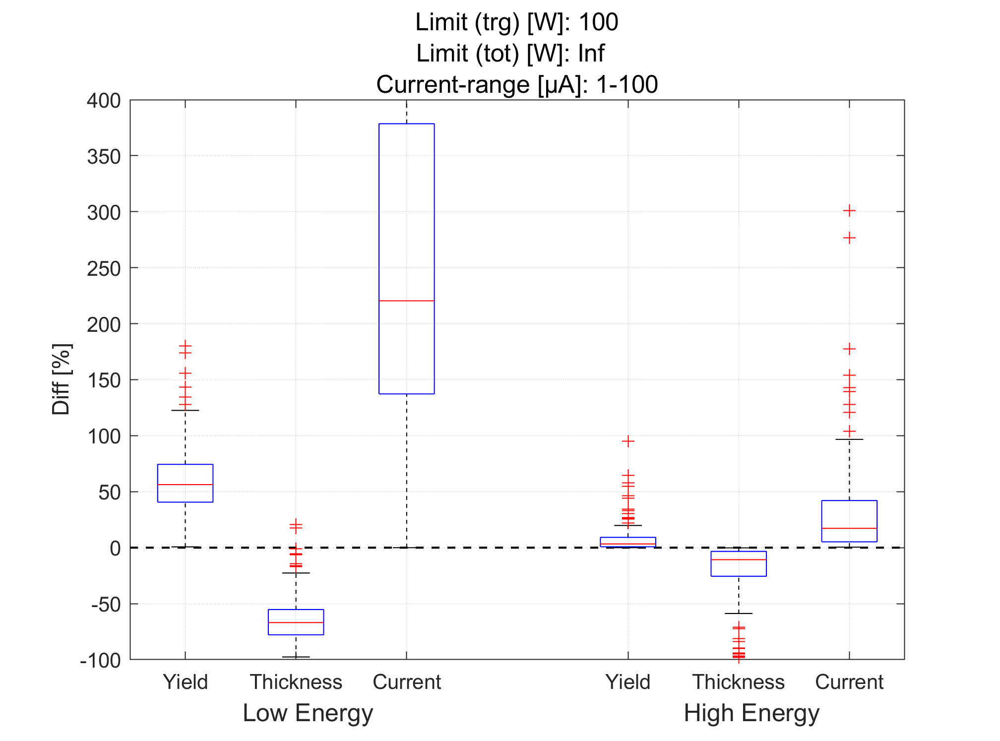 Limit (trg) [W]: 100
Limit (tot) [W]: Inf
Current-range [µA]: 1-100
400
350
300
250
200
150
100
50
0
-50
-100
Diff [%]
Yield Thickness Current Yield Thickness Current
Low Energy High Energy